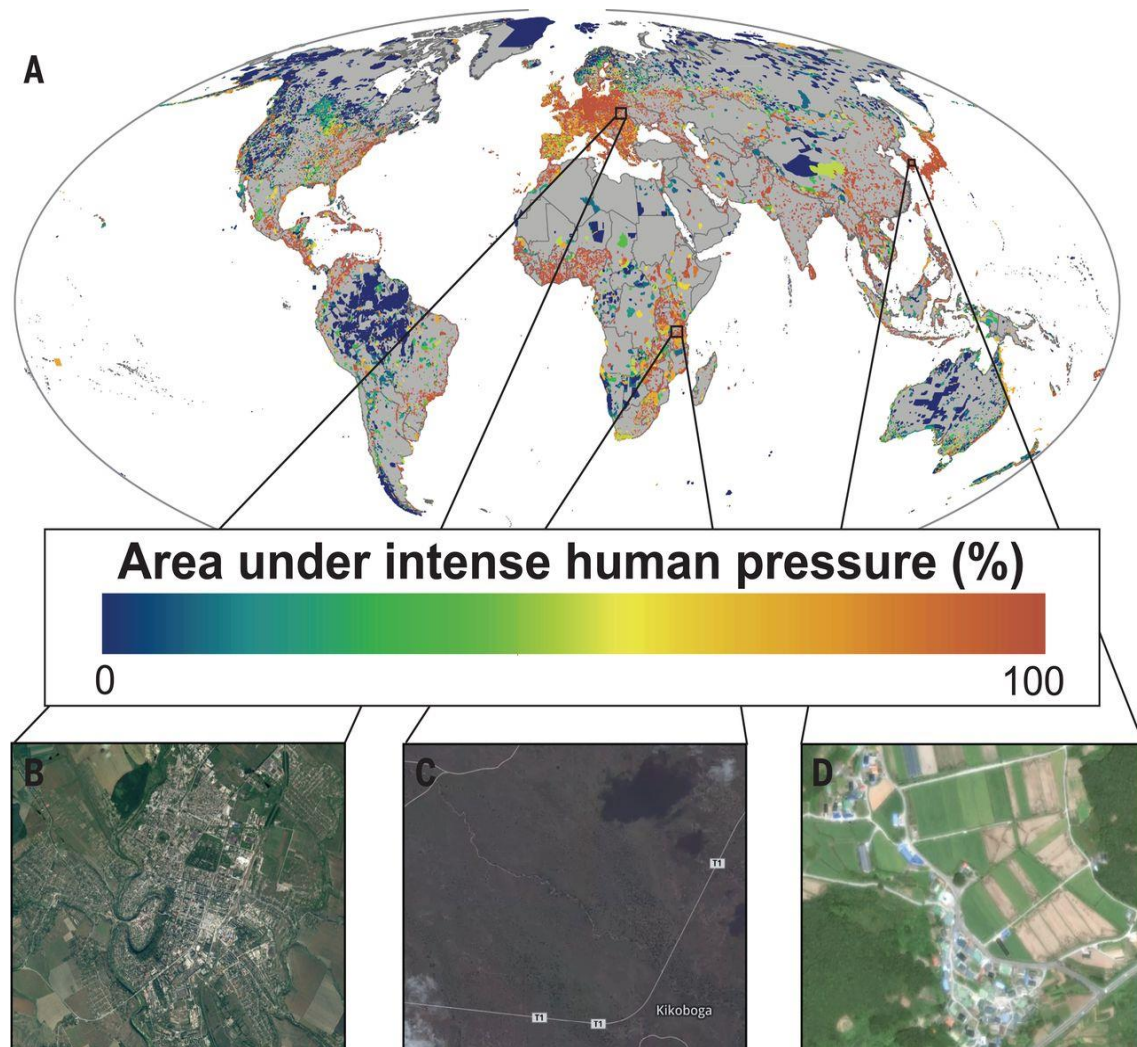 A
Area under intense human pressure (%)
0
100
B
C
D
T1
T1
T1
Kikoboga